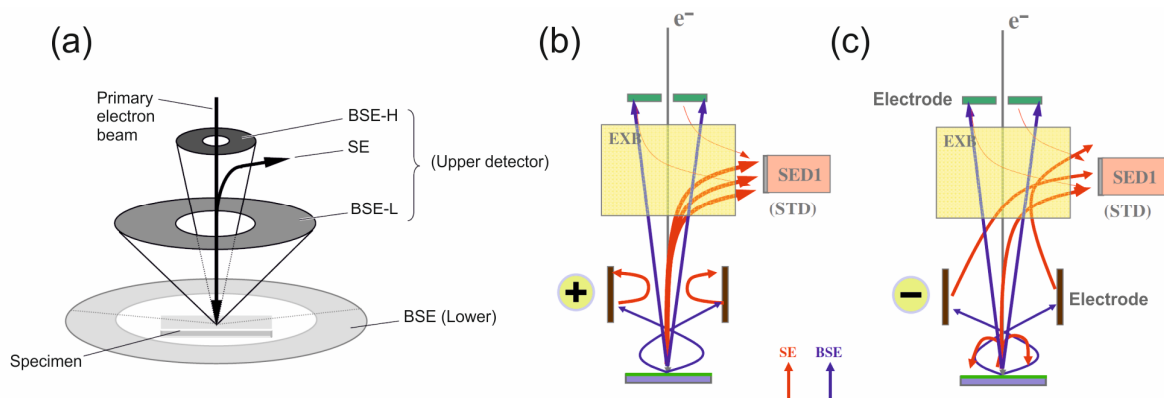 (a)
Primary
electron
beam
BSE-H
SE
(Upper detector)
BSE-L
BSE (Lower)
Specimen
(b)
e⁻
EXB
SED1
(STD)
+
SE
BSE
(c)
e⁻
Electrode
EXB
SED1
(STD)
−
Electrode